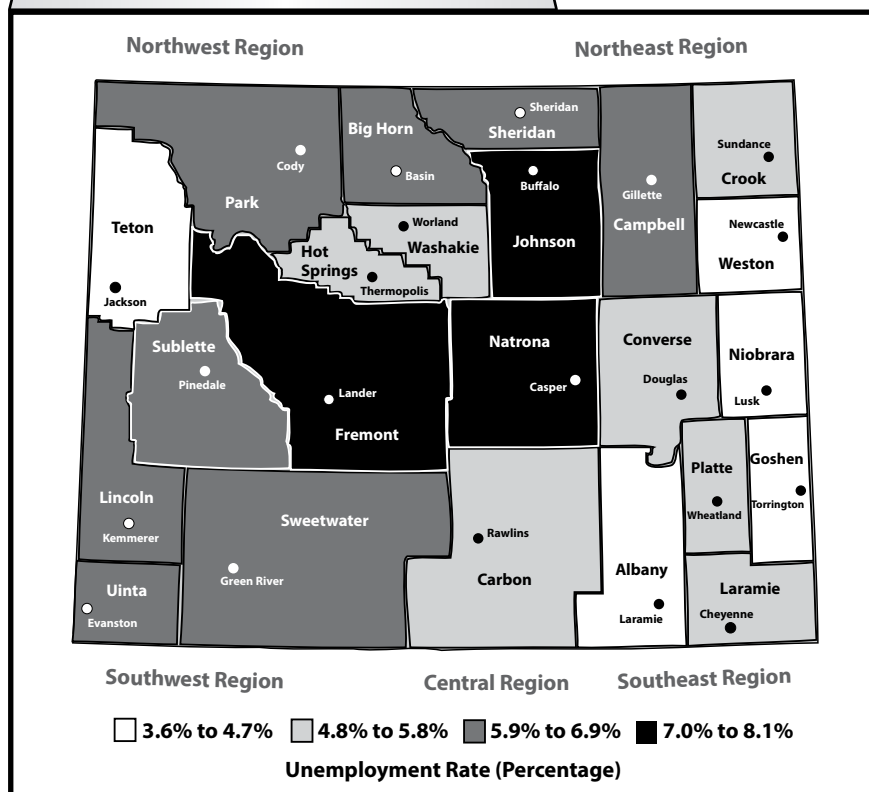 Northwest Region
Northeast Region
Sheridan
Big Horn
Sheridan
Sundance
Cody
Basin
Buffalo
Gillette
Crook
Park
Teton
Worland
Newcastle
Campbell
Johnson
Washakie
Hot
Springs
Weston
Thermopolis
Jackson
Sublette
Natrona
Converse
Niobrara
Pinedale
Douglas
Casper
Lander
Lusk
Fremont
Platte
Goshen
Lincoln
Wheatland
Torrington
Kemmerer
Sweetwater
Rawlins
Carbon
Albany
Green River
Uinta
Laramie
Evanston
Laramie
Cheyenne
Southwest Region
Central Region
Southeast Region
3.6% to 4.7%
4.8% to 5.8%
5.9% to 6.9%
7.0% to 8.1%
Unemployment Rate (Percentage)